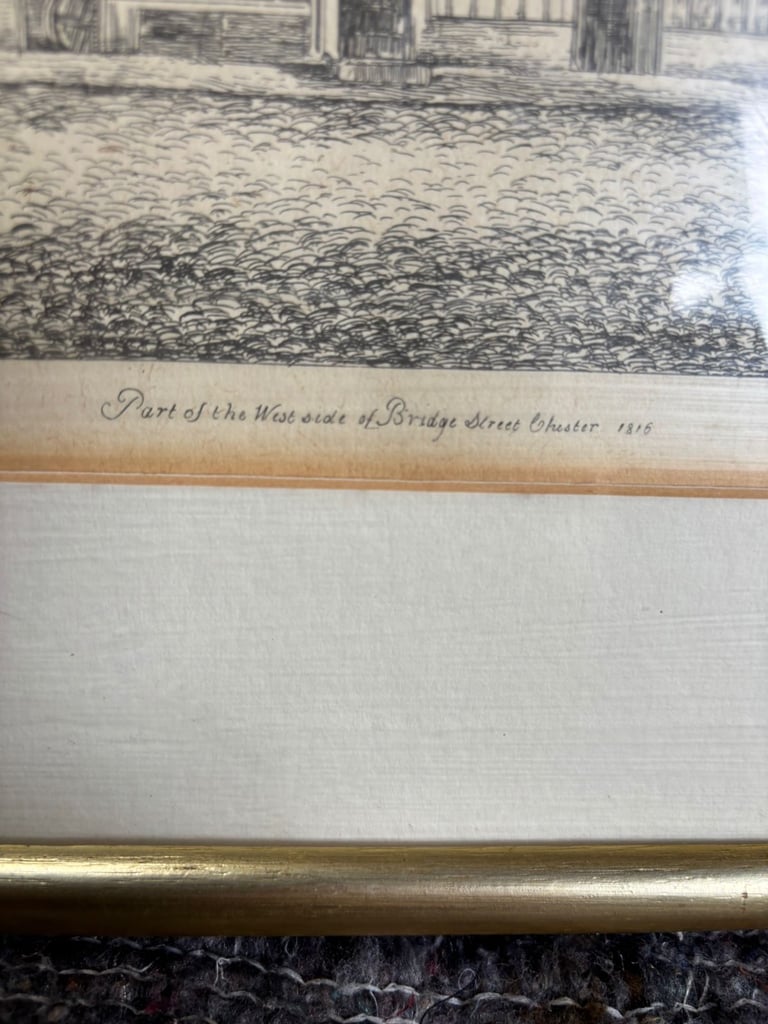 Part of the West side of Bridge Street Chester 1816